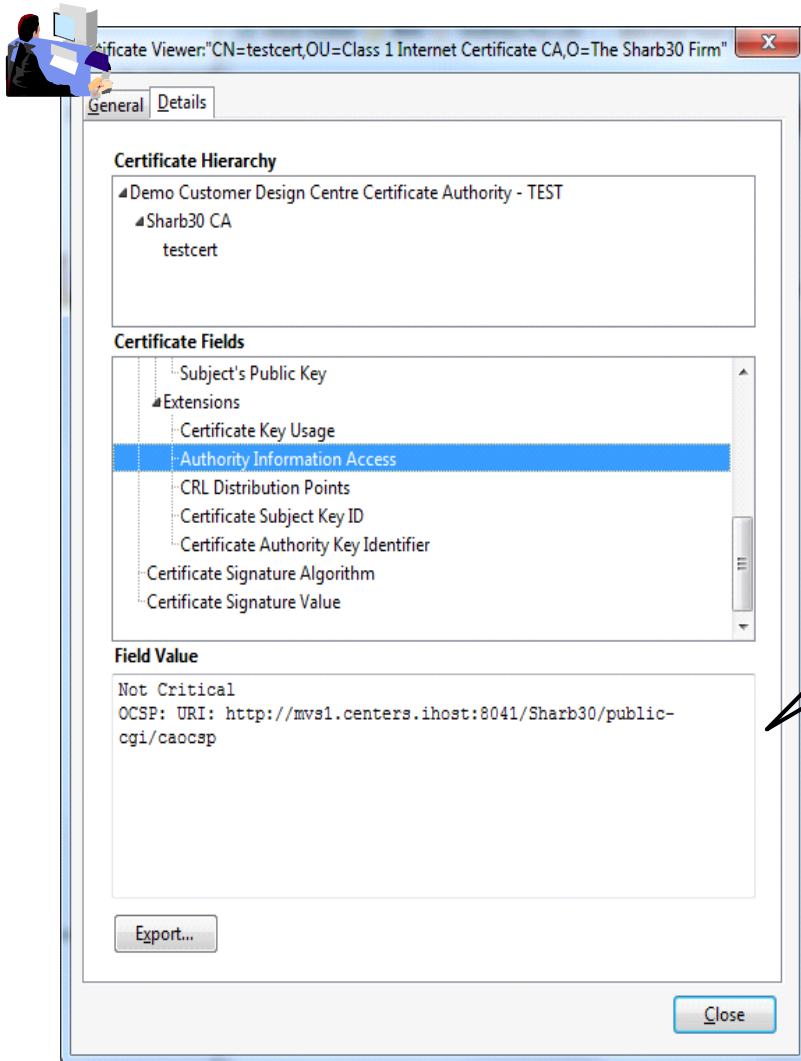 tificate Viewer:"CN=testcert,OU=Class 1 Internet Certificate CA,O=The Sharb30 Firm"
General Details
Certificate Hierarchy
Demo Customer Design Centre Certificate Authority - TEST
Sharb30 CA
testcert
Certificate Fields
Subject's Public Key
Extensions
Certificate Key Usage
Authority Information Access
CRL Distribution Points
Certificate Subject Key ID
Certificate Authority Key Identifier
Certificate Signature Algorithm
Certificate Signature Value
Field Value
Not Critical
OCSP: URI: http://mvs1.centers.ihost:8041/Sharb30/public-
cgi/caocsp
Export...
Close